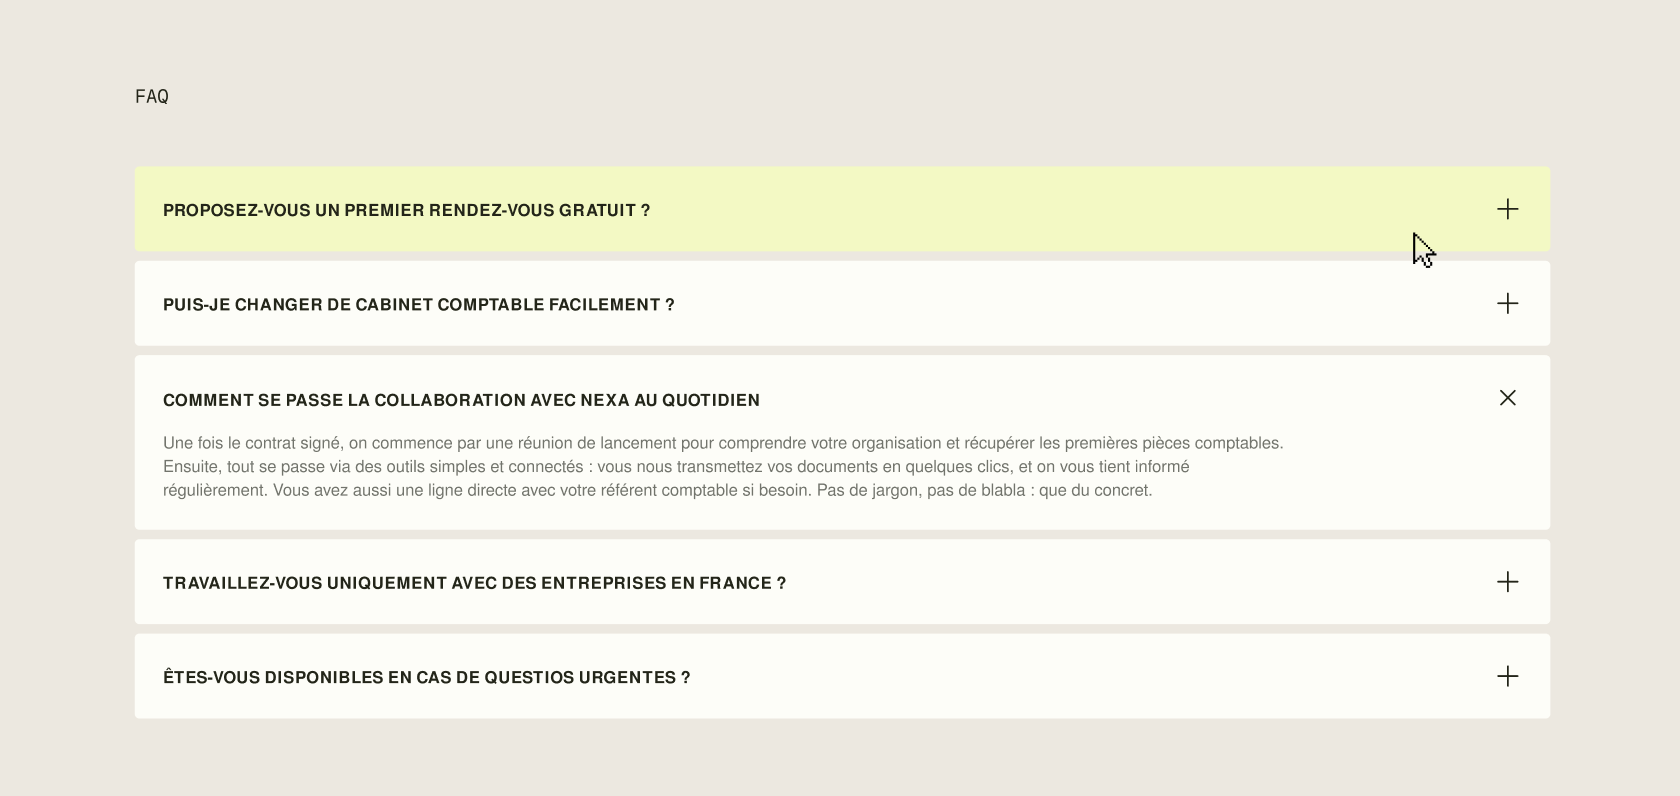 FAQ
PROPOSEZ-VOUS UN PREMIER RENDEZ-VOUS GRATUIT ?
PUIS-JE CHANGER DE CABINET COMPTABLE FACILEMENT ?
COMMENT SE PASSE LA COLLABORATION AVEC NEXA AU QUOTIDIEN
Une fois le contrat signé, on commence par une réunion de lancement pour comprendre votre organisation et récupérer les premières pièces comptables.
Ensuite, tout se passe via des outils simples et connectés : vous nous transmettez vos documents en quelques clics, et on vous tient informé
régulièrement. Vous avez aussi une ligne directe avec votre référent comptable si besoin. Pas de jargon, pas de blabla : que du concret.
TRAVAILLEZ-VOUS UNIQUEMENT AVEC DES ENTREPRISES EN FRANCE ?
ÊTES-VOUS DISPONIBLES EN CAS DE QUESTIOS URGENTES ?